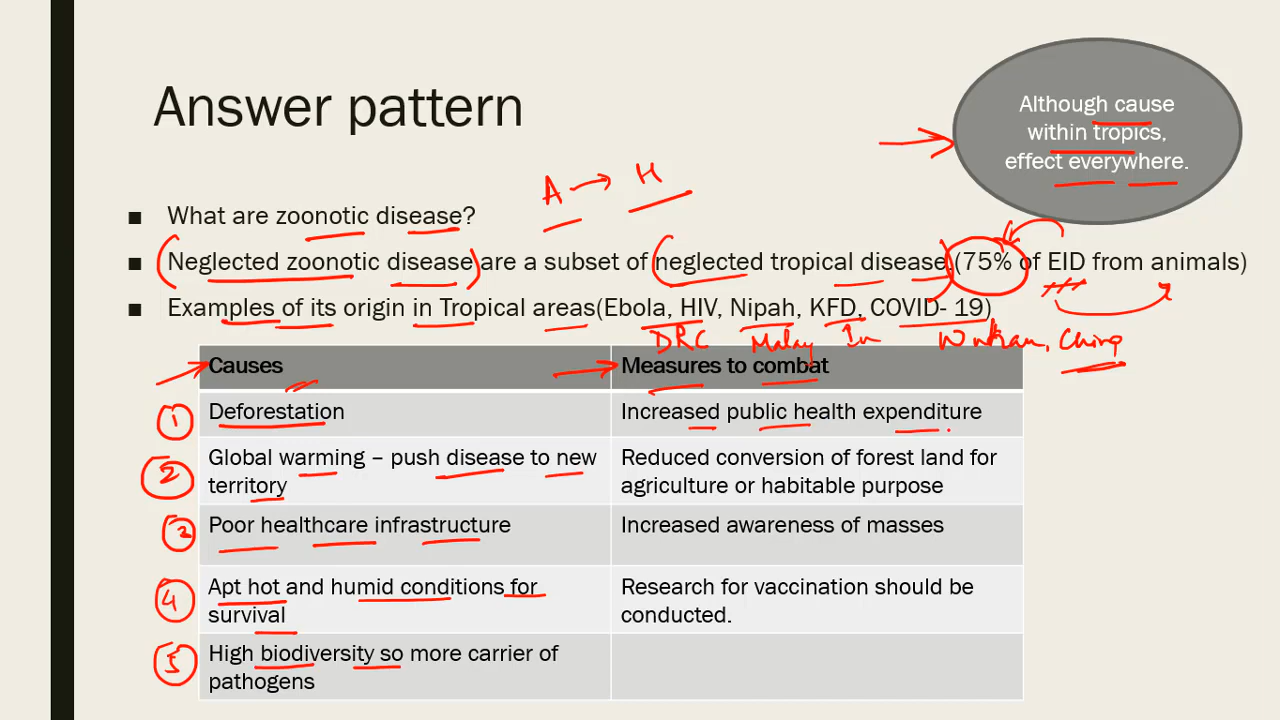 Although cause
within tropics,
effect everywhere.
Answer pattern
A → H
■ What are zoonotic disease?
■ Neglected zoonotic disease are a subset of neglected tropical disease (75% of EID from animals)
■ Examples of its origin in Tropical areas(Ebola, HIV, Nipah, KFD, COVID- 19)
DRC Malay In Wuhan, China
Causes Measures to combat
1 Deforestation Increased public health expenditure
2 Global warming – push disease to new Reduced conversion of forest land for
territory agriculture or habitable purpose
3 Poor healthcare infrastructure Increased awareness of masses
4 Apt hot and humid conditions for Research for vaccination should be
survival conducted.
5 High biodiversity so more carrier of
pathogens